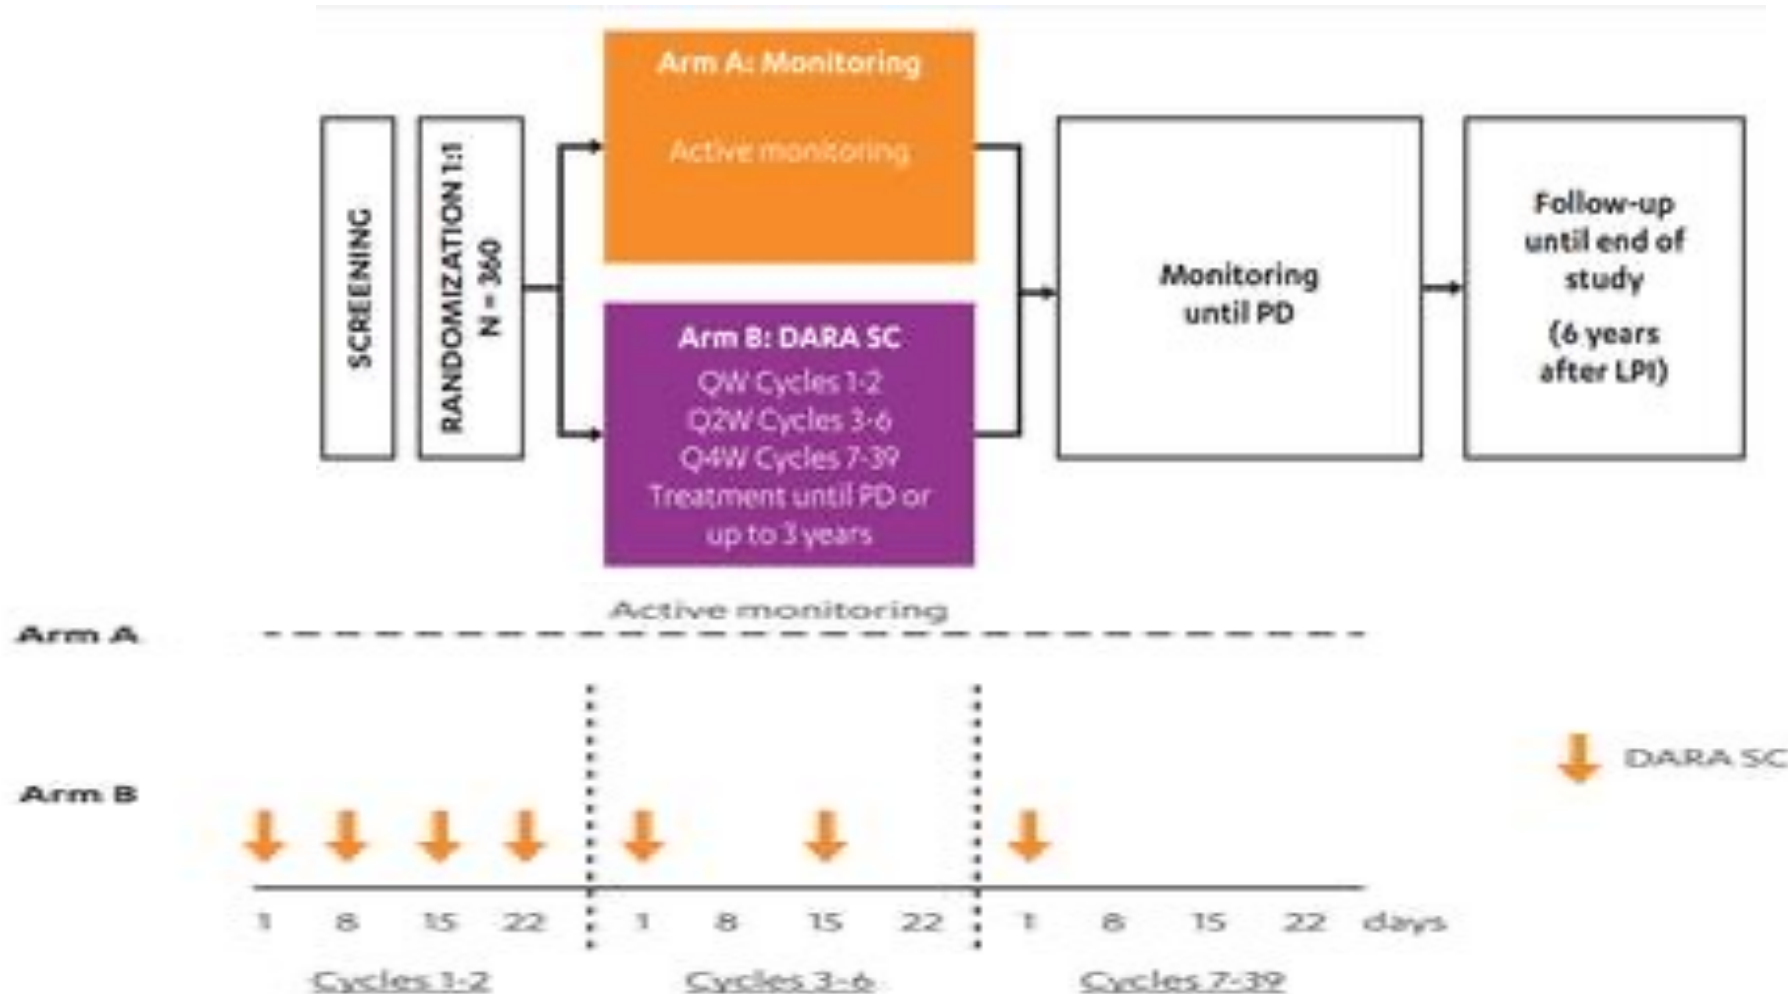 SCREENING
RANDOMIZATION 1:1
N = 360
Arm A: Monitoring
Active monitoring
Arm B: DARA SC
QW Cycles 1-2
Q2W Cycles 3-6
Q4W Cycles 7-39
Treatment until PD or
up to 3 years
Monitoring
until PD
Follow-up
until end of
study
(6 years
after LPI)
Active monitoring
Arm A
Arm B
DARA SC
1 8 15 22 1 8 15 22 1 8 15 22 days
Cycles 1-2 Cycles 3-6 Cycles 7-39